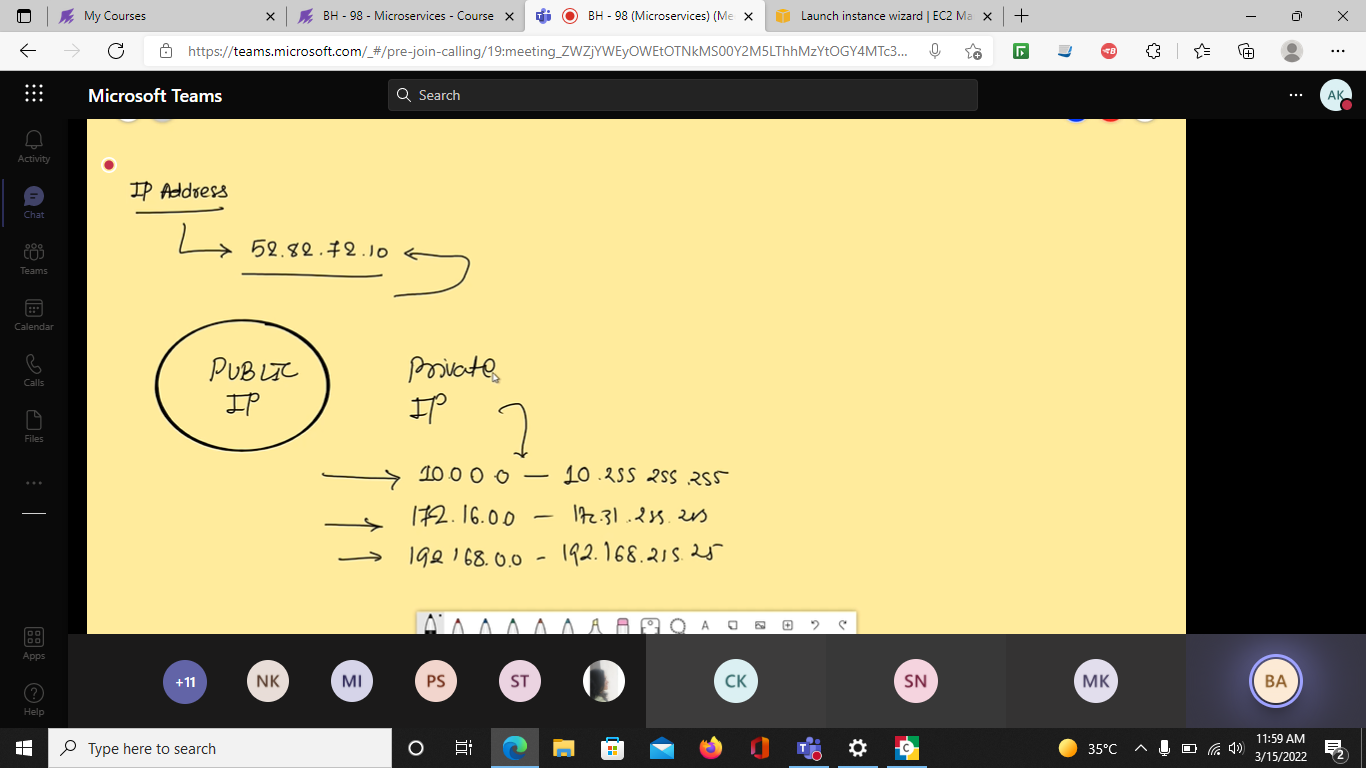 My Courses
BH - 98 - Microservices - Course
BH - 98 (Microservices) (Me
Launch instance wizard | EC2 Ma
https://teams.microsoft.com/_#/pre-join-calling/19:meeting_ZWZjYWEyOWEtOTNkMS00Y2M5LThhMzYtOGY4MTc3...
Microsoft Teams
Search
AK
Activity
Chat
Teams
Calendar
Calls
Files
Apps
Help
IP Address
52.82.72.10
PUBLIC
IP
Private
IP
10.0 0 0 — 10.255 255.255
172.16.0.0 — 172.31.255.255
192 168.0.0 - 192.168.255.25
A
+11
NK
MI
PS
ST
CK
SN
MK
BA
Type here to search
35°C
11:59 AM
3/15/2022
2